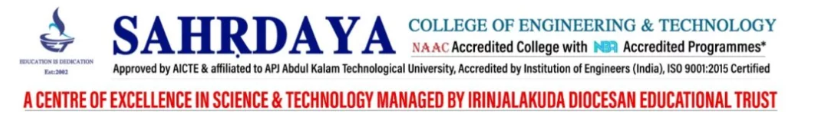 SAHRDAYA COLLEGE OF ENGINEERING & TECHNOLOGY
NAAC Accredited College with NBA Accredited Programmes*
EDUCATION IS DEDICATION
Est:2002
Approved by AICTE & affiliated to APJ Abdul Kalam Technological University, Accredited by Institution of Engineers (India), ISO 9001:2015 Certified
A CENTRE OF EXCELLENCE IN SCIENCE & TECHNOLOGY MANAGED BY IRINJALAKUDA DIOCESAN EDUCATIONAL TRUST